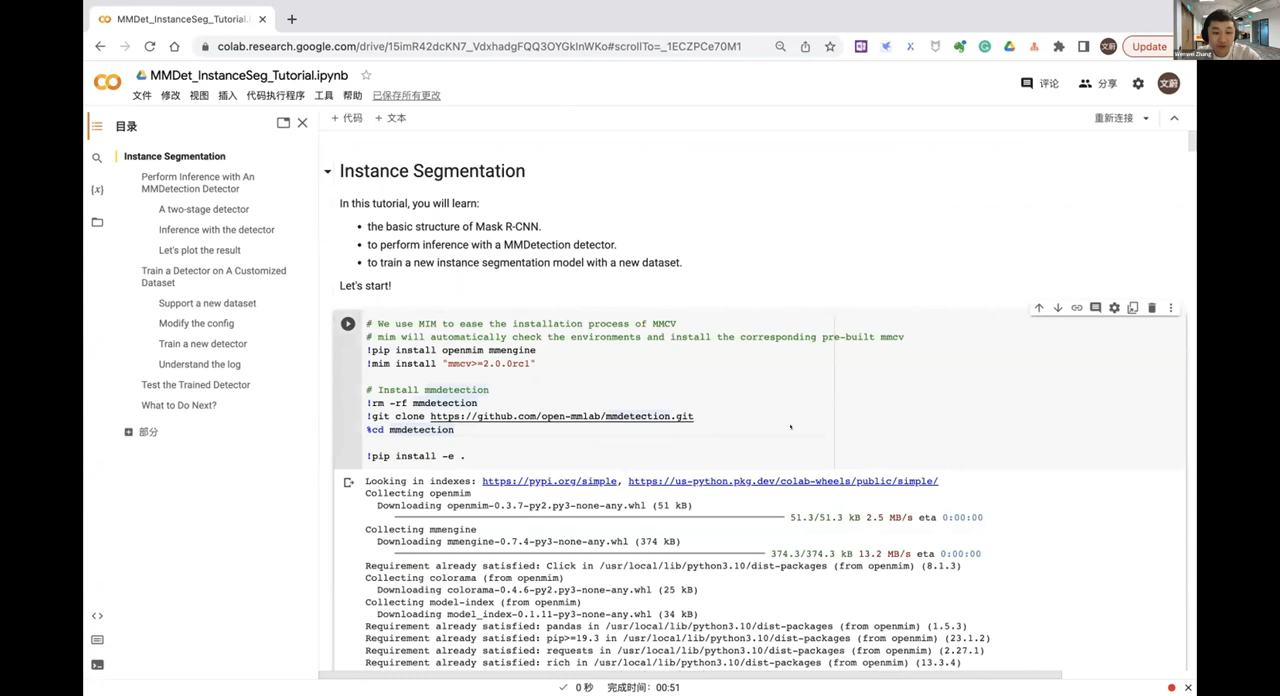 MMDet_InstanceSeg_Tutorial.i
colab.research.google.com/drive/15imR42dcKN7_VdxhadgFQQ3OYGkInWKo#scrollTo=_1ECZPCe70M1
文蔚
Update
Wenwei Zhang
MMDet_InstanceSeg_Tutorial.ipynb
文件 修改 视图 插入 代码执行程序 工具 帮助 已保存所有更改
评论
分享
文蔚
目录
+ 代码 + 文本
重新连接
Instance Segmentation
Perform Inference with An
MMDetection Detector
A two-stage detector
Inference with the detector
Let's plot the result
Train a Detector on A Customized
Dataset
Support a new dataset
Modify the config
Train a new detector
Understand the log
Test the Trained Detector
What to Do Next?
部分
Instance Segmentation
In this tutorial, you will learn:
• the basic structure of Mask R-CNN.
• to perform inference with a MMDetection detector.
• to train a new instance segmentation model with a new dataset.
Let's start!
# We use MIM to ease the installation process of MMCV
# mim will automatically check the environments and install the corresponding pre-built mmcv
!pip install openmim mmengine
!mim install "mmcv>=2.0.0rc1"
# Install mmdetection
!rm -rf mmdetection
!git clone https://github.com/open-mmlab/mmdetection.git
%cd mmdetection
!pip install -e .
Looking in indexes: https://pypi.org/simple, https://us-python.pkg.dev/colab-wheels/public/simple/
Collecting openmim
Downloading openmim-0.3.7-py2.py3-none-any.whl (51 kB)
51.3/51.3 kB 2.5 MB/s eta 0:00:00
Collecting mmengine
Downloading mmengine-0.7.4-py3-none-any.whl (374 kB)
374.3/374.3 kB 13.2 MB/s eta 0:00:00
Requirement already satisfied: Click in /usr/local/lib/python3.10/dist-packages (from openmim) (8.1.3)
Collecting colorama (from openmim)
Downloading colorama-0.4.6-py2.py3-none-any.whl (25 kB)
Collecting model-index (from openmim)
Downloading model_index-0.1.11-py3-none-any.whl (34 kB)
Requirement already satisfied: pandas in /usr/local/lib/python3.10/dist-packages (from openmim) (1.5.3)
Requirement already satisfied: pip>=19.3 in /usr/local/lib/python3.10/dist-packages (from openmim) (23.1.2)
Requirement already satisfied: requests in /usr/local/lib/python3.10/dist-packages (from openmim) (2.27.1)
Requirement already satisfied: rich in /usr/local/lib/python3.10/dist-packages (from openmim) (13.3.4)
0 秒 完成时间：00:51